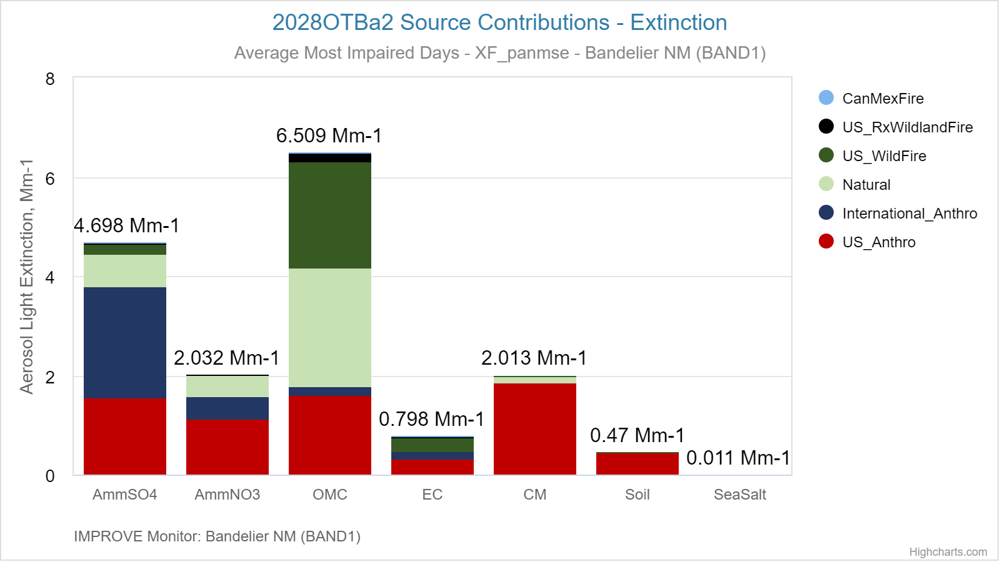 2028OTBa2 Source Contributions - Extinction
Average Most Impaired Days - XF_panmse - Bandelier NM (BAND1)
Aerosol Light Extinction, Mm-1
8
6
4
2
0
4.698 Mm-1
2.032 Mm-1
6.509 Mm-1
0.798 Mm-1
2.013 Mm-1
0.47 Mm-1
0.011 Mm-1
AmmSO4
AmmNO3
OMC
EC
CM
Soil
SeaSalt
CanMexFire
US_RxWildlandFire
US_WildFire
Natural
International_Anthro
US_Anthro
IMPROVE Monitor: Bandelier NM (BAND1)
Highcharts.com